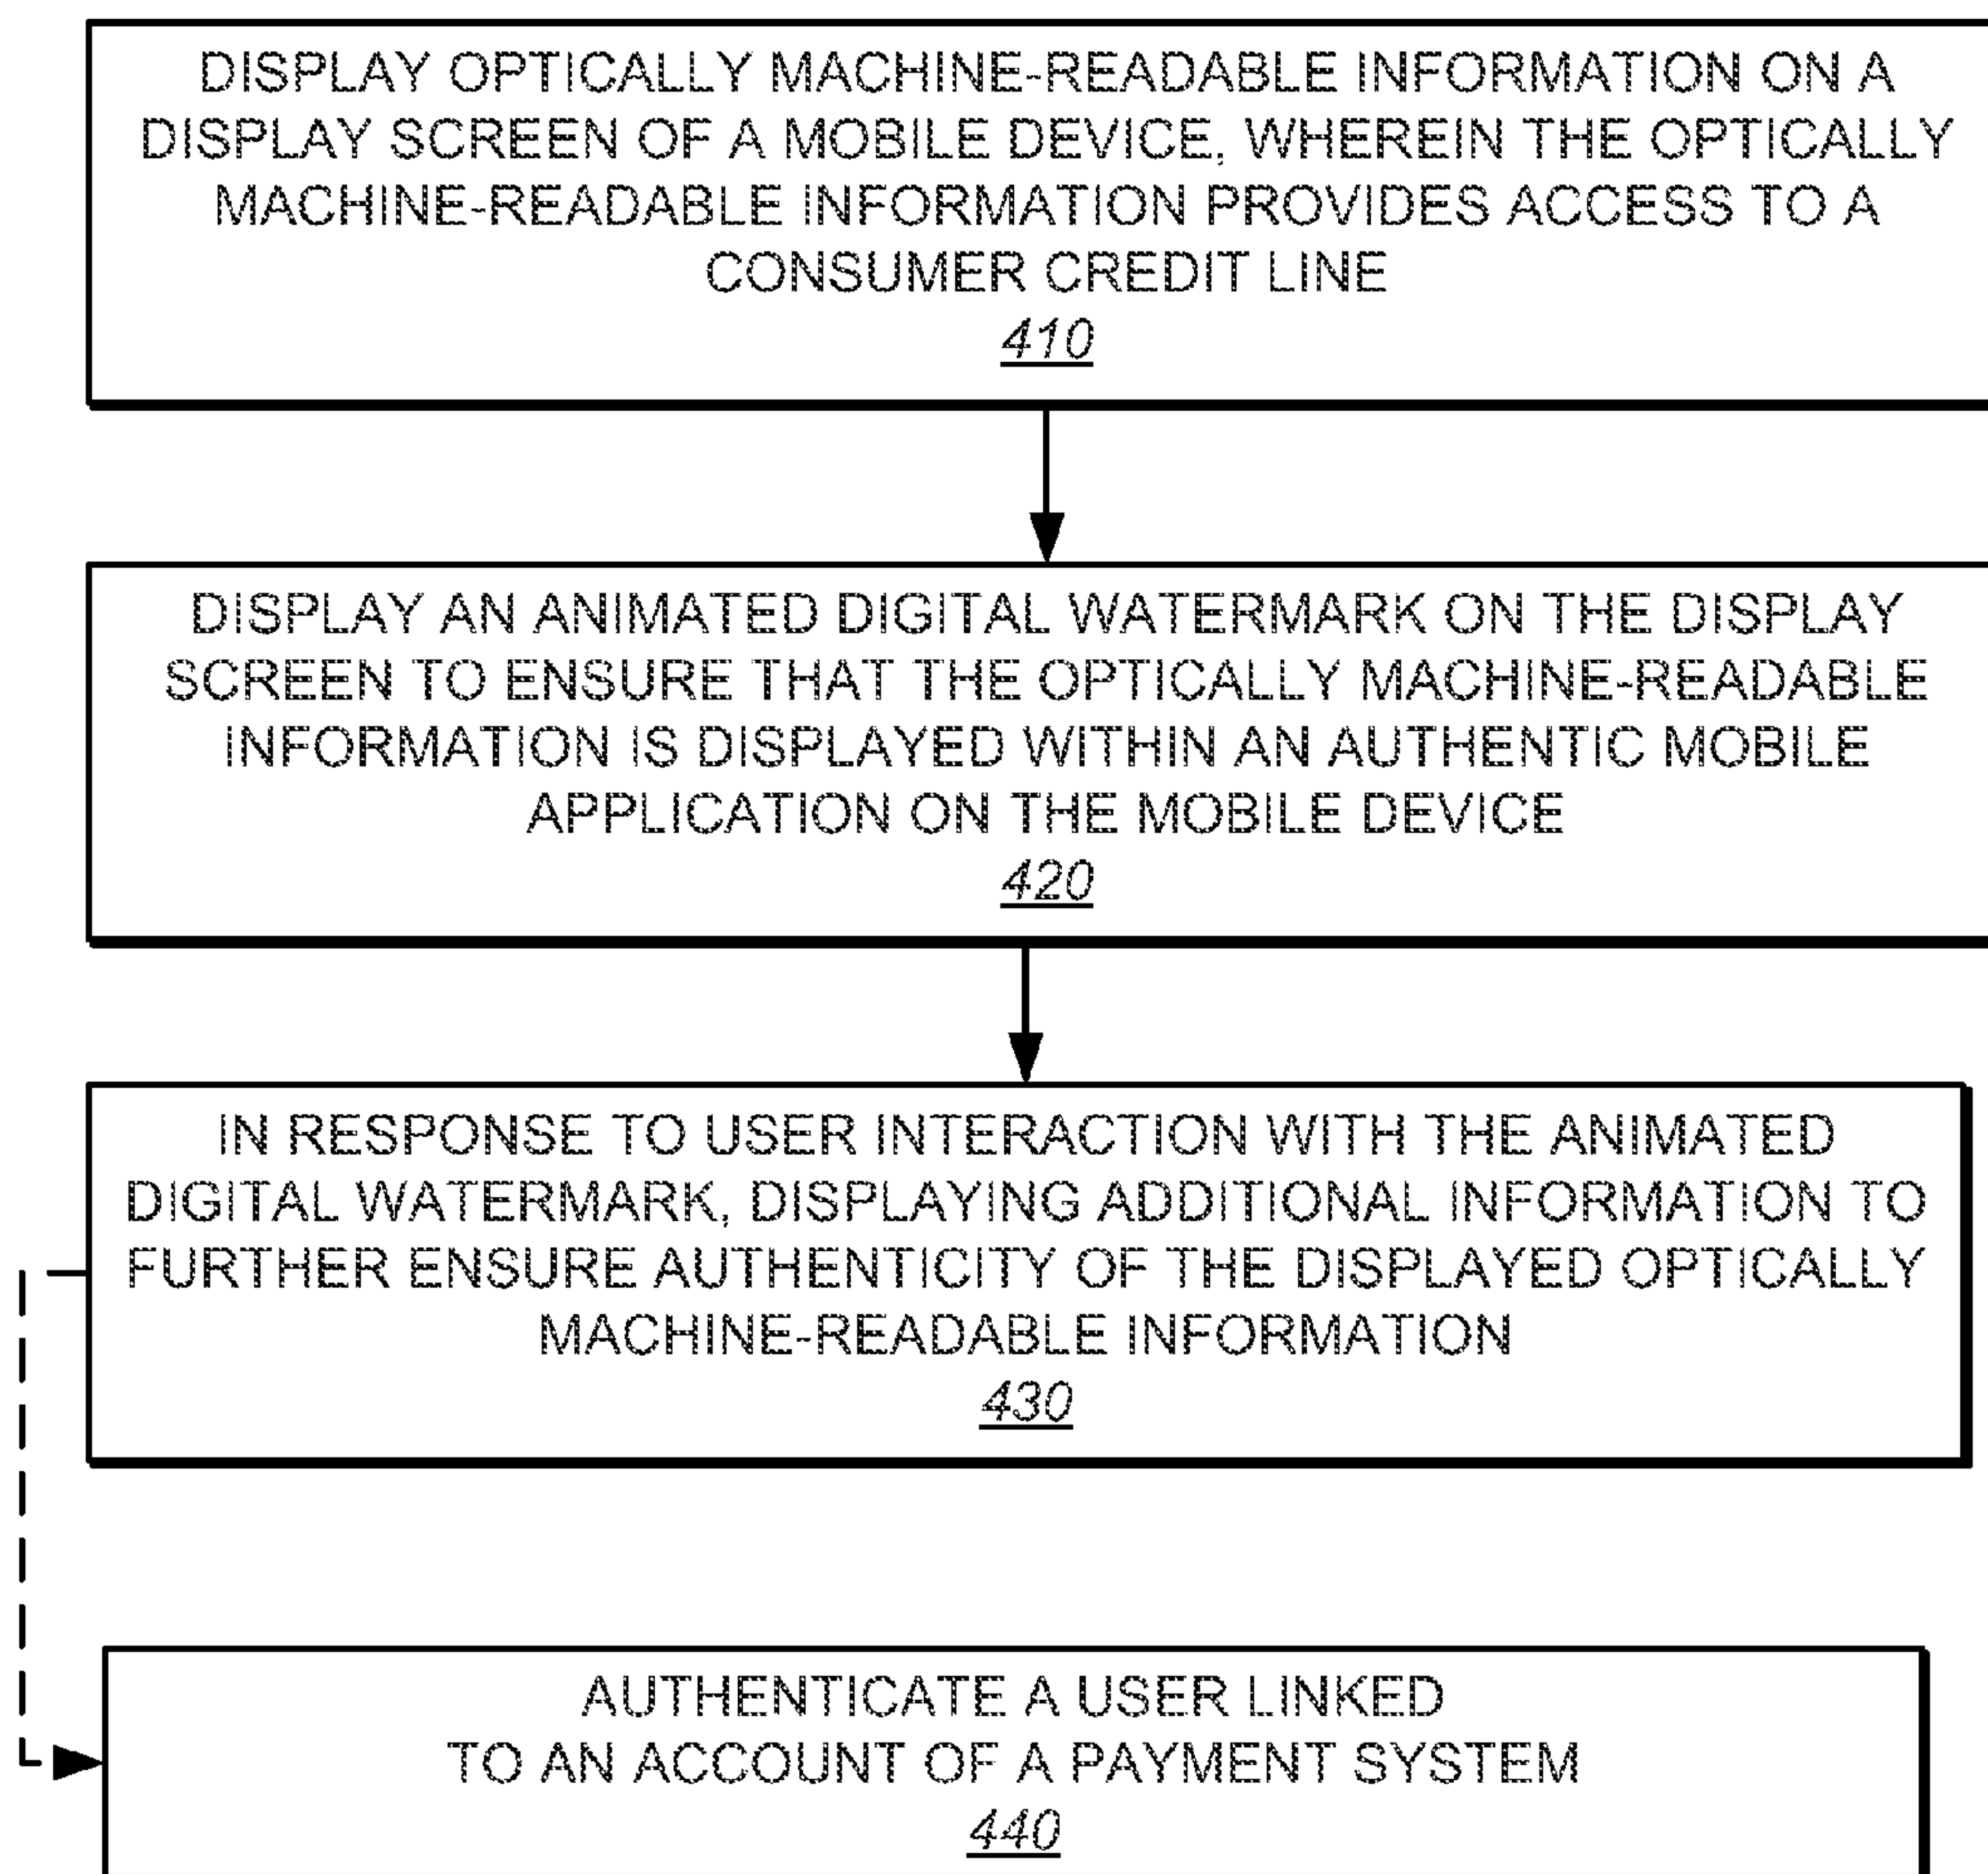 DISPLAY OPTICALLY MACHINE-READABLE INFORMATION ON A
DISPLAY SCREEN OF A MOBILE DEVICE, WHEREIN THE OPTICALLY
MACHINE-READABLE INFORMATION PROVIDES ACCESS TO A
CONSUMER CREDIT LINE
410
DISPLAY AN ANIMATED DIGITAL WATERMARK ON THE DISPLAY
SCREEN TO ENSURE THAT THE OPTICALLY MACHINE-READABLE
INFORMATION IS DISPLAYED WITHIN AN AUTHENTIC MOBILE
APPLICATION ON THE MOBILE DEVICE
420
IN RESPONSE TO USER INTERACTION WITH THE ANIMATED
DIGITAL WATERMARK, DISPLAYING ADDITIONAL INFORMATION TO
FURTHER ENSURE AUTHENTICITY OF THE DISPLAYED OPTICALLY
MACHINE-READABLE INFORMATION
430
AUTHENTICATE A USER LINKED
TO AN ACCOUNT OF A PAYMENT SYSTEM
440